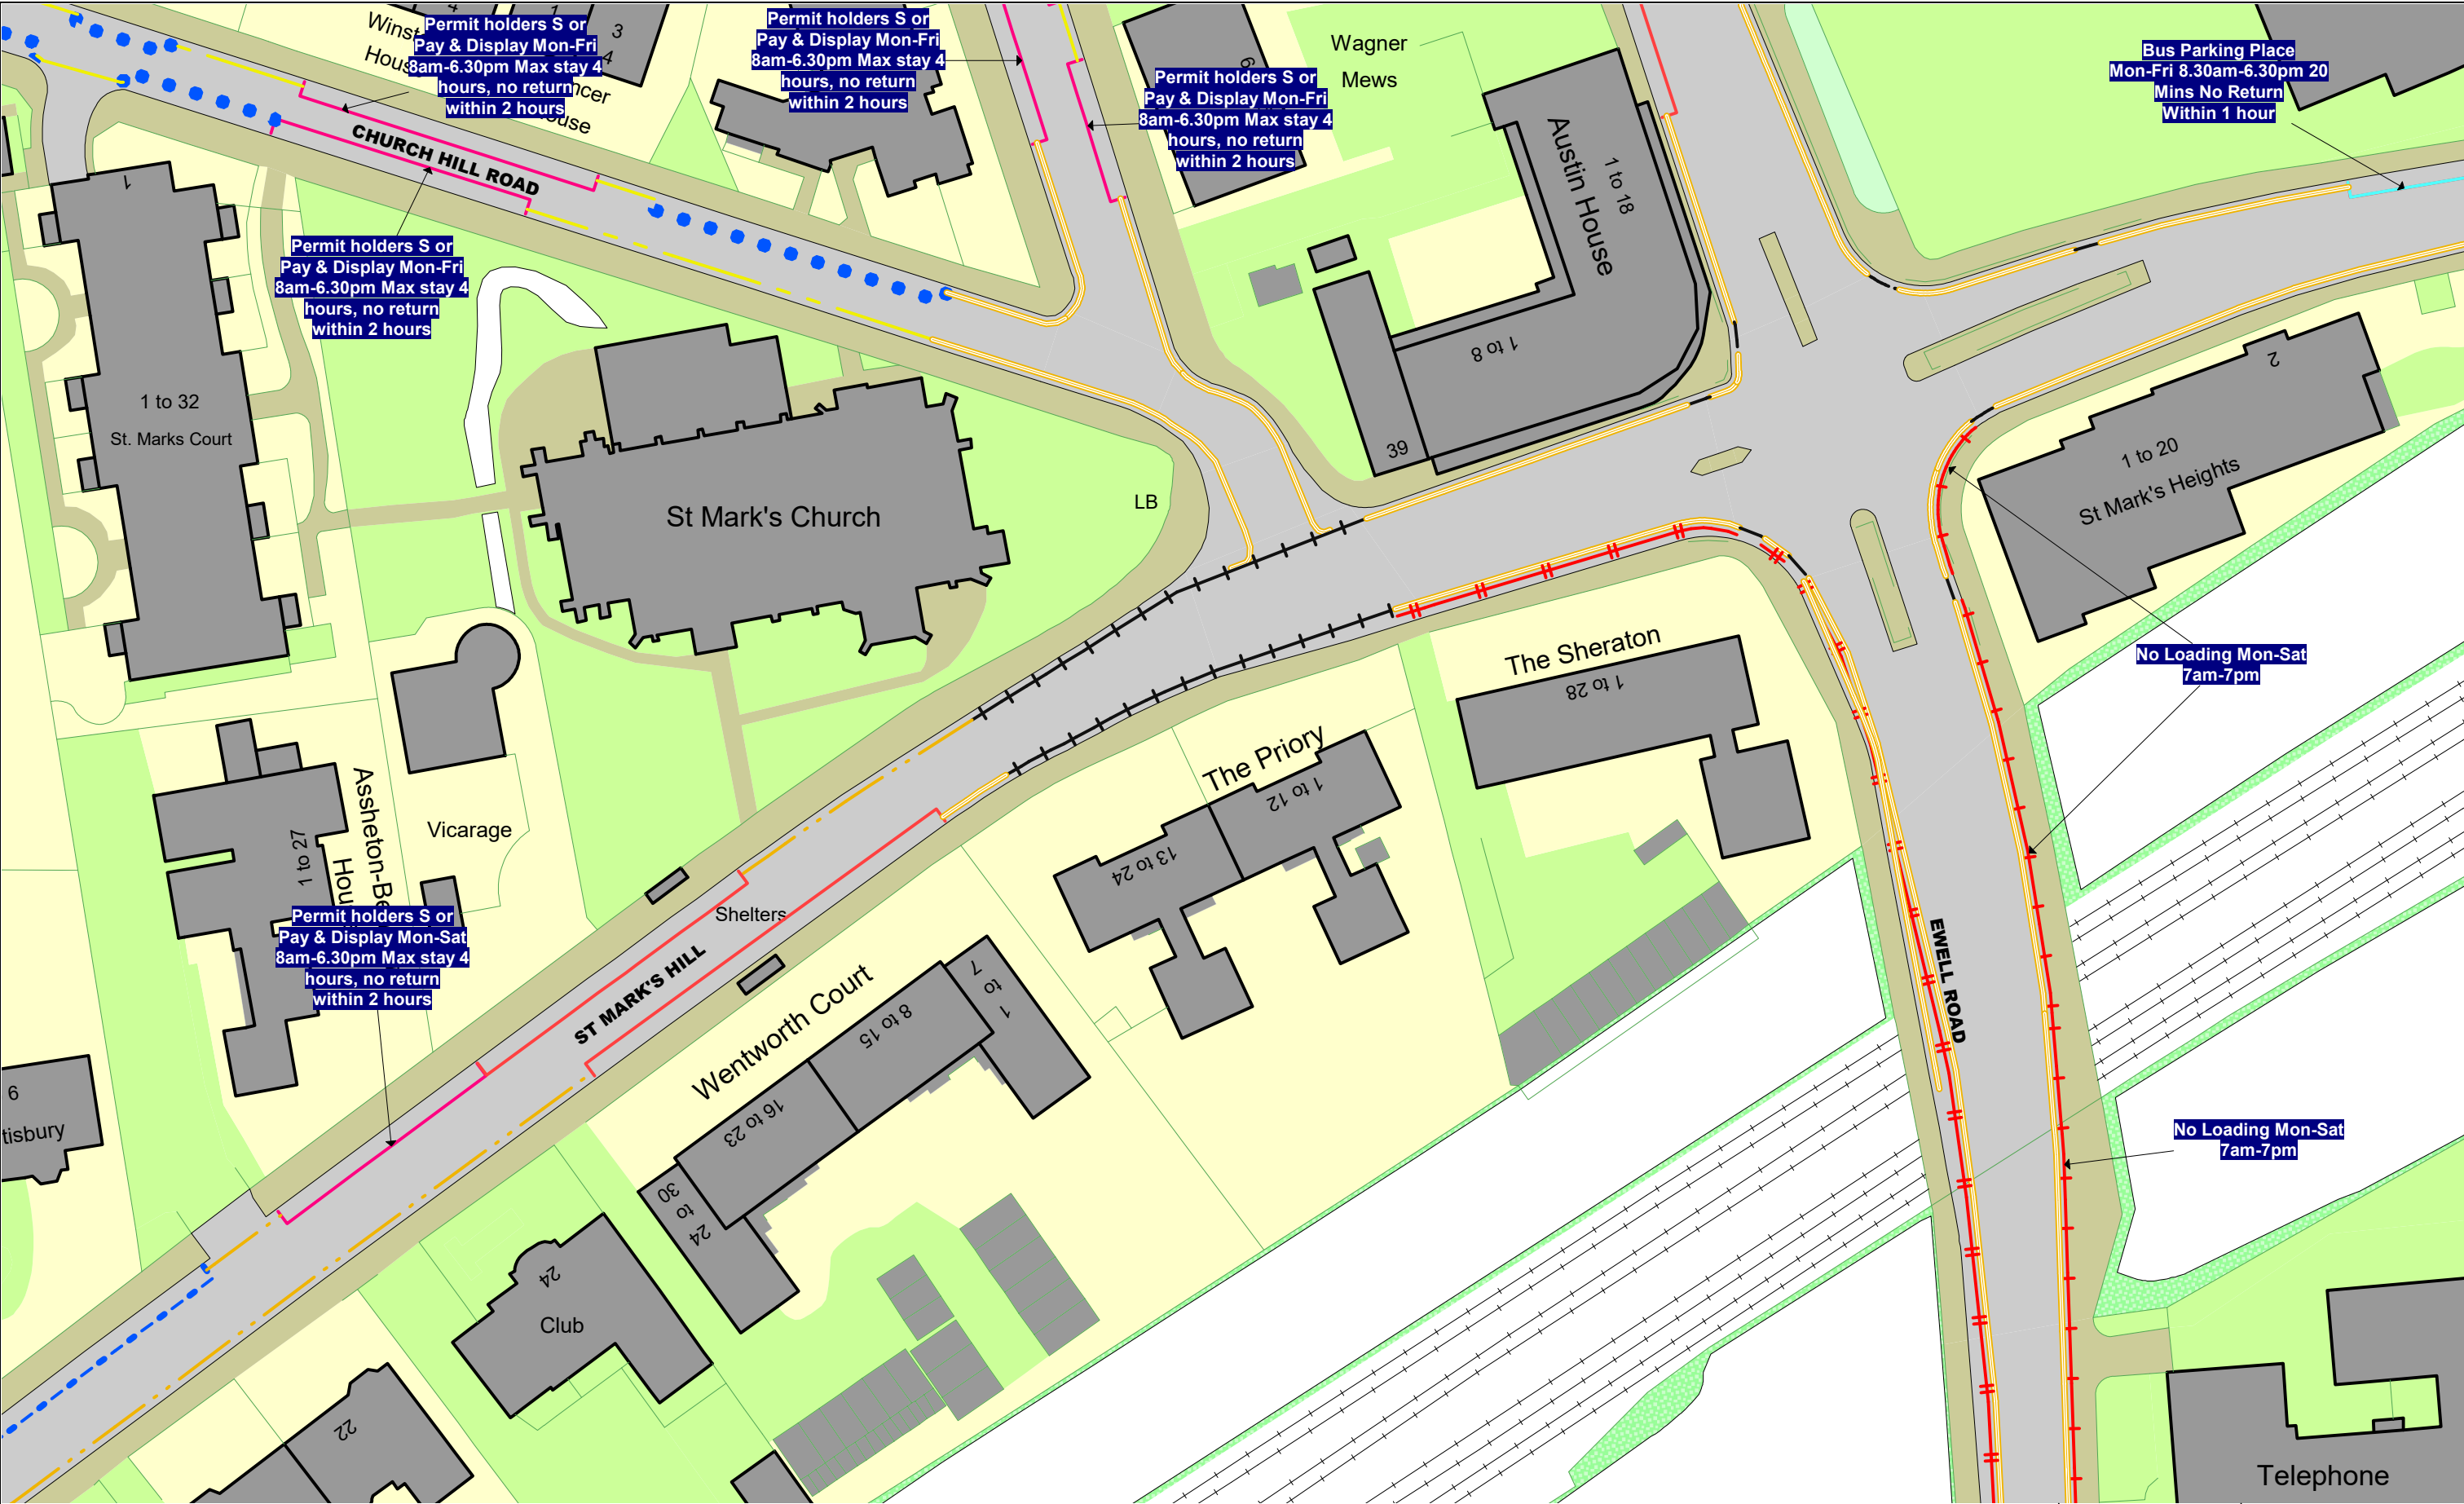 Permit holders S or
Pay & Display Mon-Fri
8am-6.30pm Max stay 4
hours, no return
within 2 hours
Permit holders S or
Pay & Display Mon-Fri
8am-6.30pm Max stay 4
hours, no return
within 2 hours
Permit holders S or
Pay & Display Mon-Fri
8am-6.30pm Max stay 4
hours, no return
within 2 hours
Wagner
Mews
Bus Parking Place
Mon-Fri 8.30am-6.30pm 20
Mins No Return
Within 1 hour
3
4
CHURCH HILL ROAD
Austin House
1 to 18
1
Permit holders S or
Pay & Display Mon-Fri
8am-6.30pm Max stay 4
hours, no return
within 2 hours
1 to 8
2
1 to 32
St. Marks Court
39
1 to 20
St Mark's Heights
LB
St Mark's Church
The Sheraton
1 to 28
No Loading Mon-Sat
7am-7pm
The Priory
1 to 12
13 to 24
Vicarage
1 to 27
Shelters
Permit holders S or
Pay & Display Mon-Sat
8am-6.30pm Max stay 4
hours, no return
within 2 hours
ST MARK'S HILL
EWELL ROAD
Wentworth Court
1 to 7
8 to 15
16 to 23
24 to 30
9
tisbury
No Loading Mon-Sat
7am-7pm
24
Club
22
Telephone